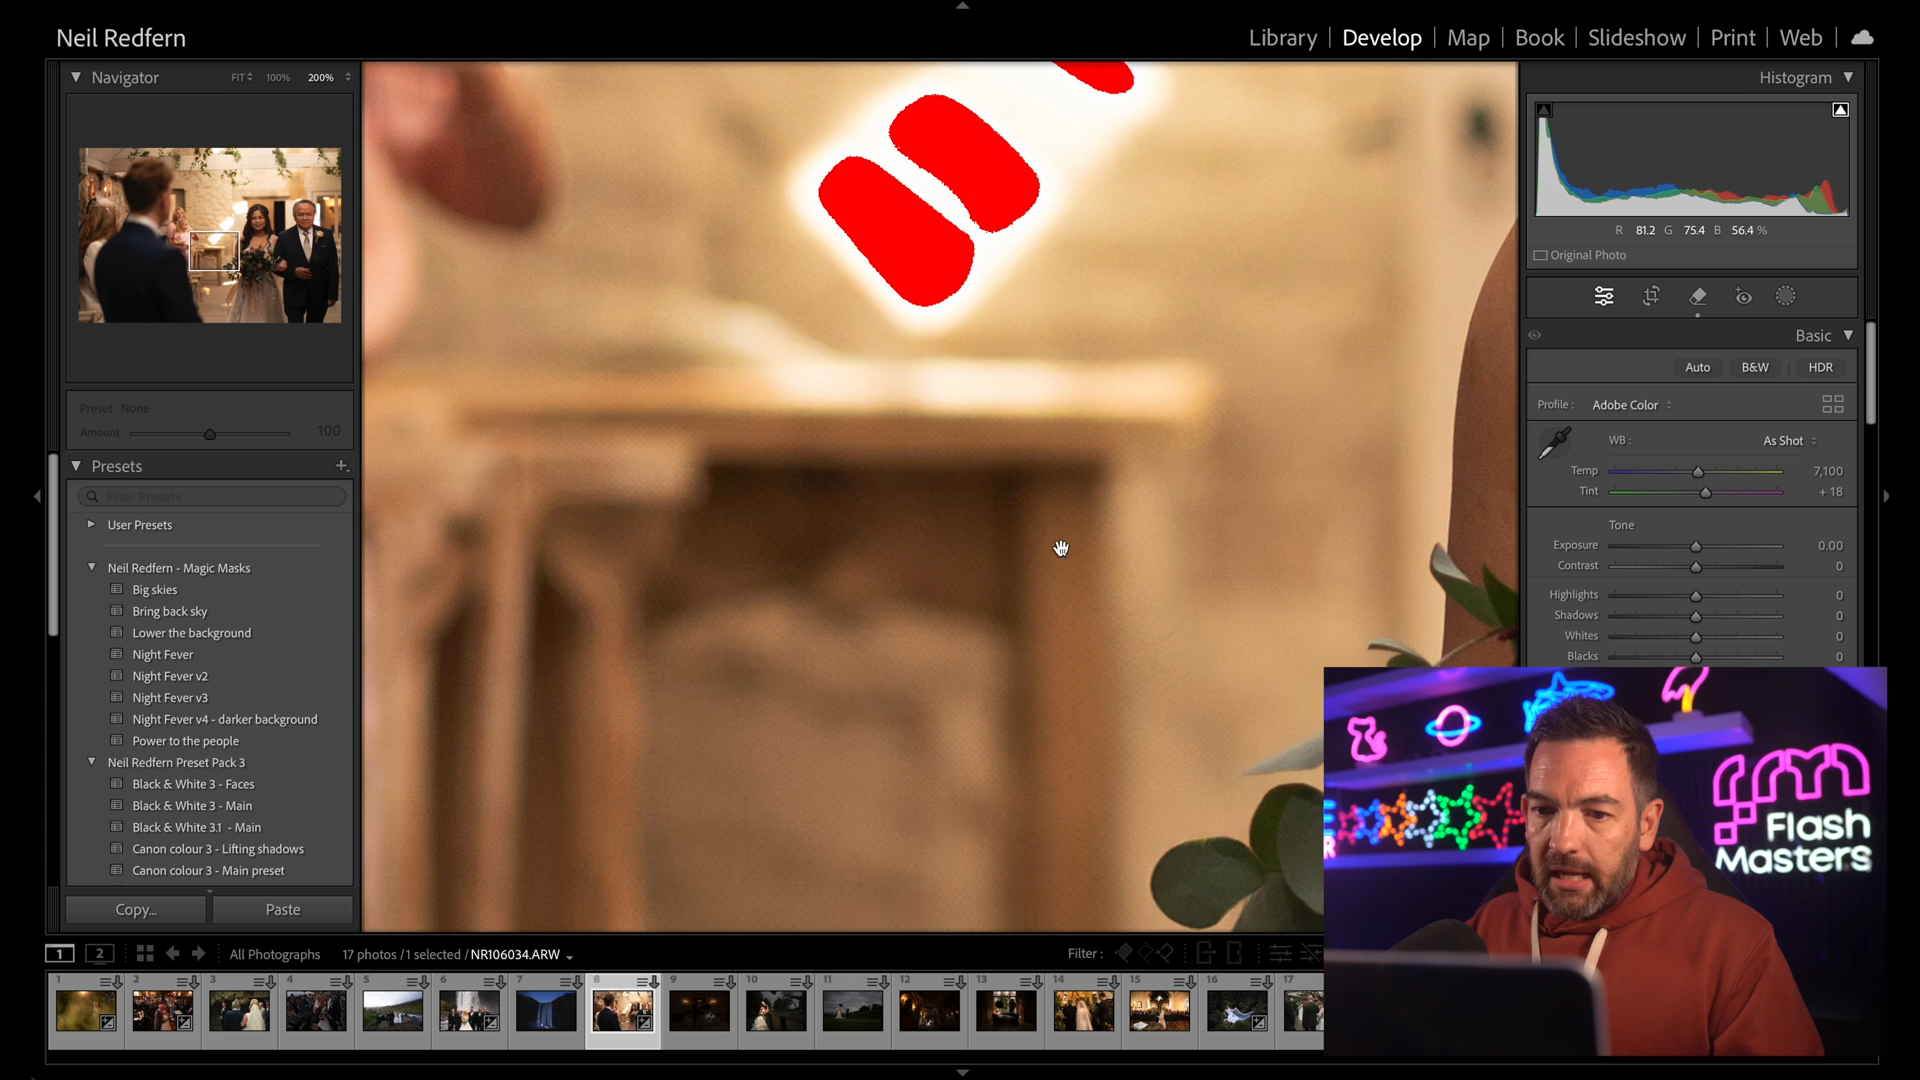 Neil Redfern
Library | Develop | Map | Book | Slideshow | Print | Web
Navigator FIT 100% 200%
Histogram
R 81.2 G 75.4 B 56.4 %
Original Photo
Basic
Auto B&W | HDR
Profile : Adobe Color
WB : As Shot
Temp 7,100
Tint + 18
Tone
Exposure 0.00
Contrast 0
Highlights 0
Shadows 0
Whites 0
Blacks 0
Preset : None
Amount 100
Presets
Filter Presets
User Presets
Neil Redfern - Magic Masks
Big skies
Bring back sky
Lower the background
Night Fever
Night Fever v2
Night Fever v3
Night Fever v4 - darker background
Power to the people
Neil Redfern Preset Pack 3
Black & White 3 - Faces
Black & White 3 - Main
Black & White 3.1 - Main
Canon colour 3 - Lifting shadows
Canon colour 3 - Main preset
Copy... Paste
Flash
Masters
1 2 All Photographs 17 photos /1 selected / NR106034.ARW Filter :
1 2 3 4 5 6 7 8 9 10 11 12 13 14 15 16 17